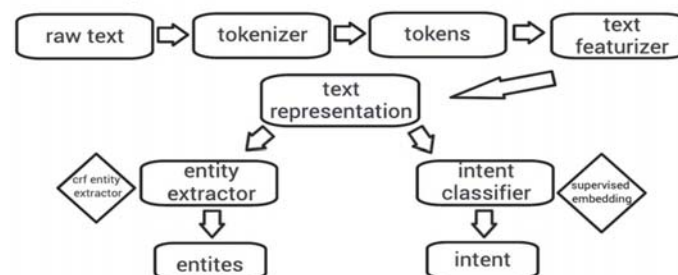 raw text
tokenizer
tokens
text
featurizer
text
representation
crf entity
extractor
entity
extractor
intent
classifier
supervised
embedding
entites
intent